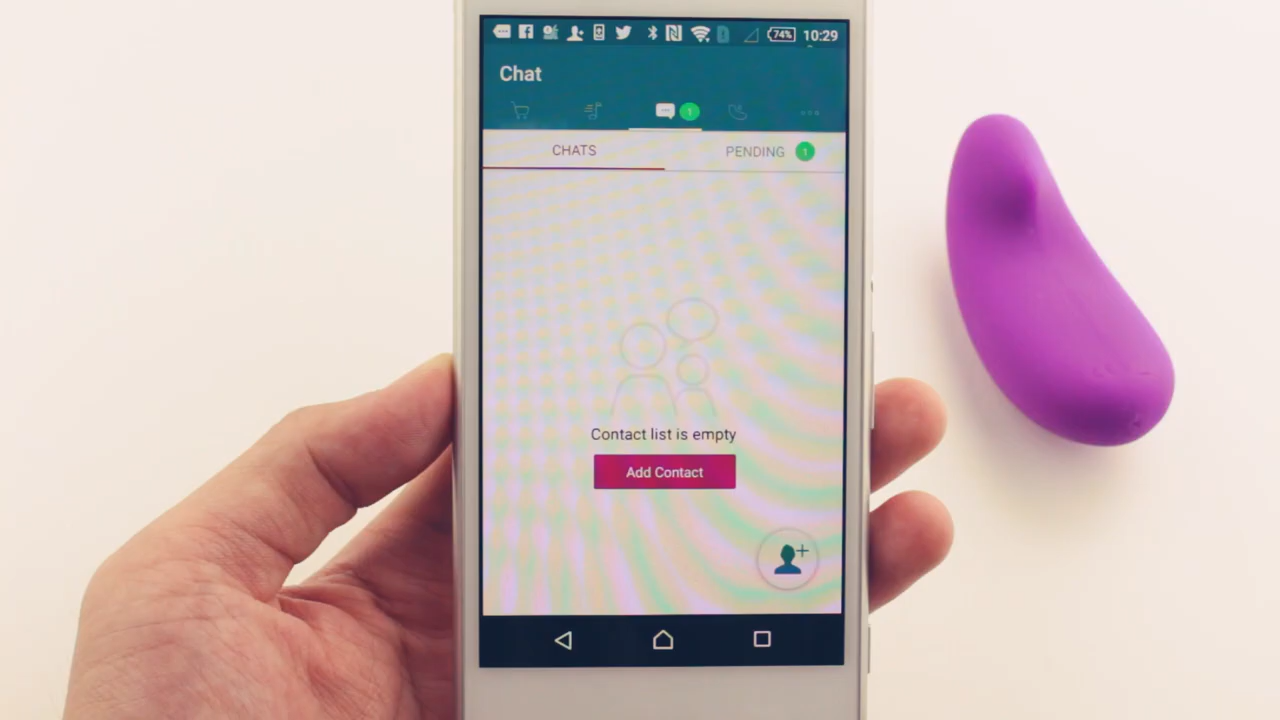 74% 10:29
Chat
1
CHATS PENDING 1
Contact list is empty
Add Contact